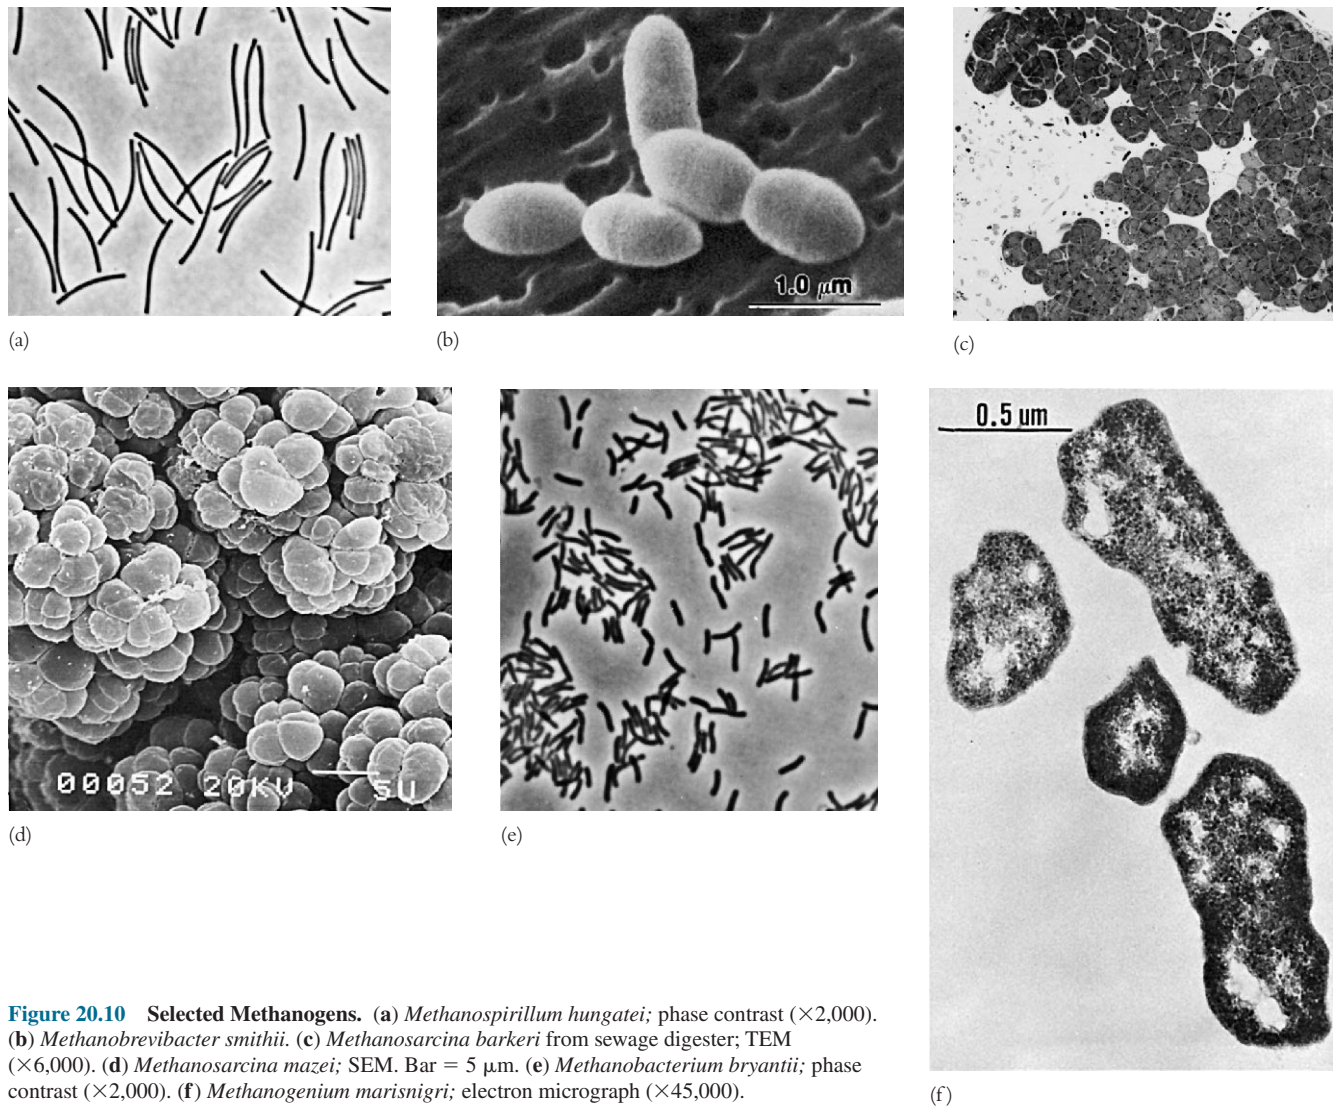 1.0 μm
(a)
(b)
(c)
0.5 um
00052 20KV 5U
(d)
(e)
Figure 20.10 Selected Methanogens. (a) Methanospirillum hungatei; phase contrast (×2,000).
(b) Methanobrevibacter smithii. (c) Methanosarcina barkeri from sewage digester; TEM
(×6,000). (d) Methanosarcina mazei; SEM. Bar = 5 μm. (e) Methanobacterium bryantii; phase
contrast (×2,000). (f) Methanogenium marisnigri; electron micrograph (×45,000).
(f)